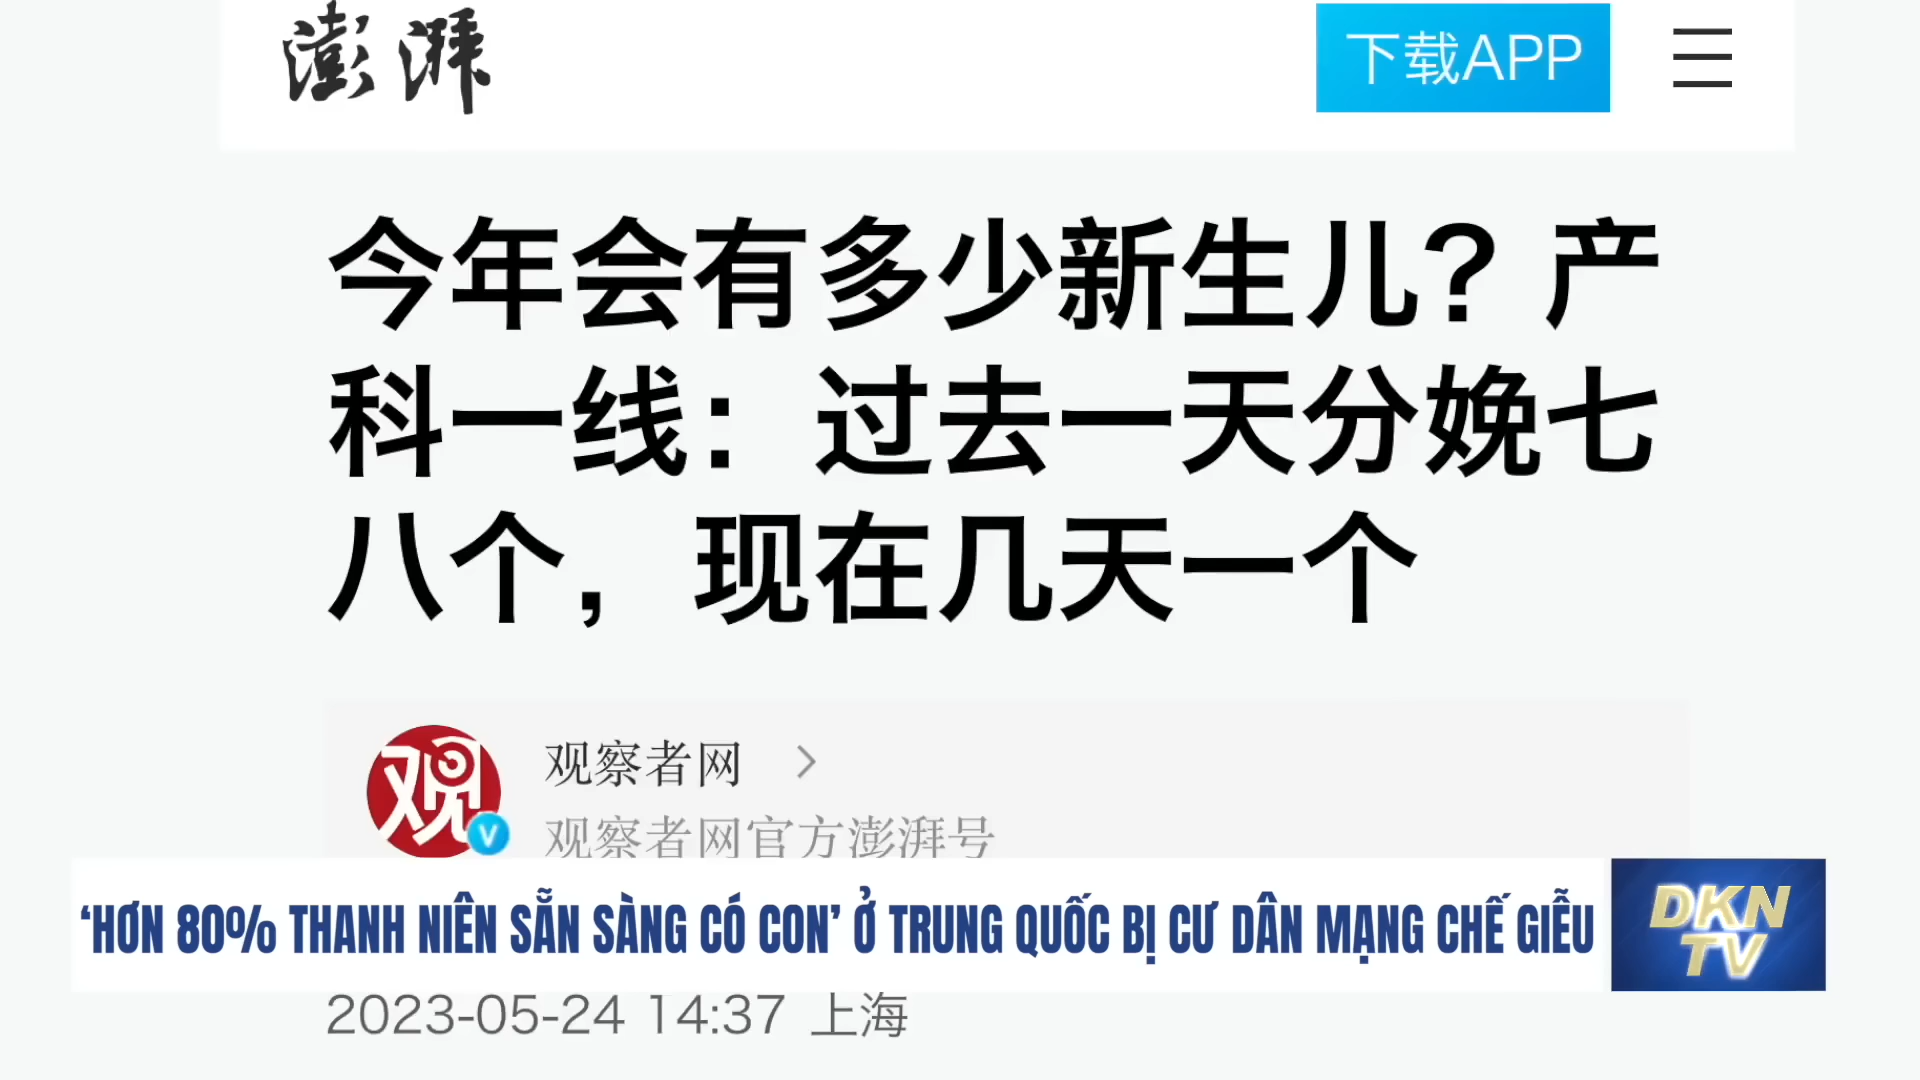 澎湃
下载APP
今年会有多少新生儿？产
科一线：过去一天分娩七
八个，现在几天一个
观
V
观察者网
观察者网官方澎湃号
‘HƠN 80% THANH NIÊN SẴN SÀNG CÓ CON’ Ở TRUNG QUỐC BỊ CƯ DÂN MẠNG CHẾ GIỄU
DKN
TV
2023-05-24 14:37 上海